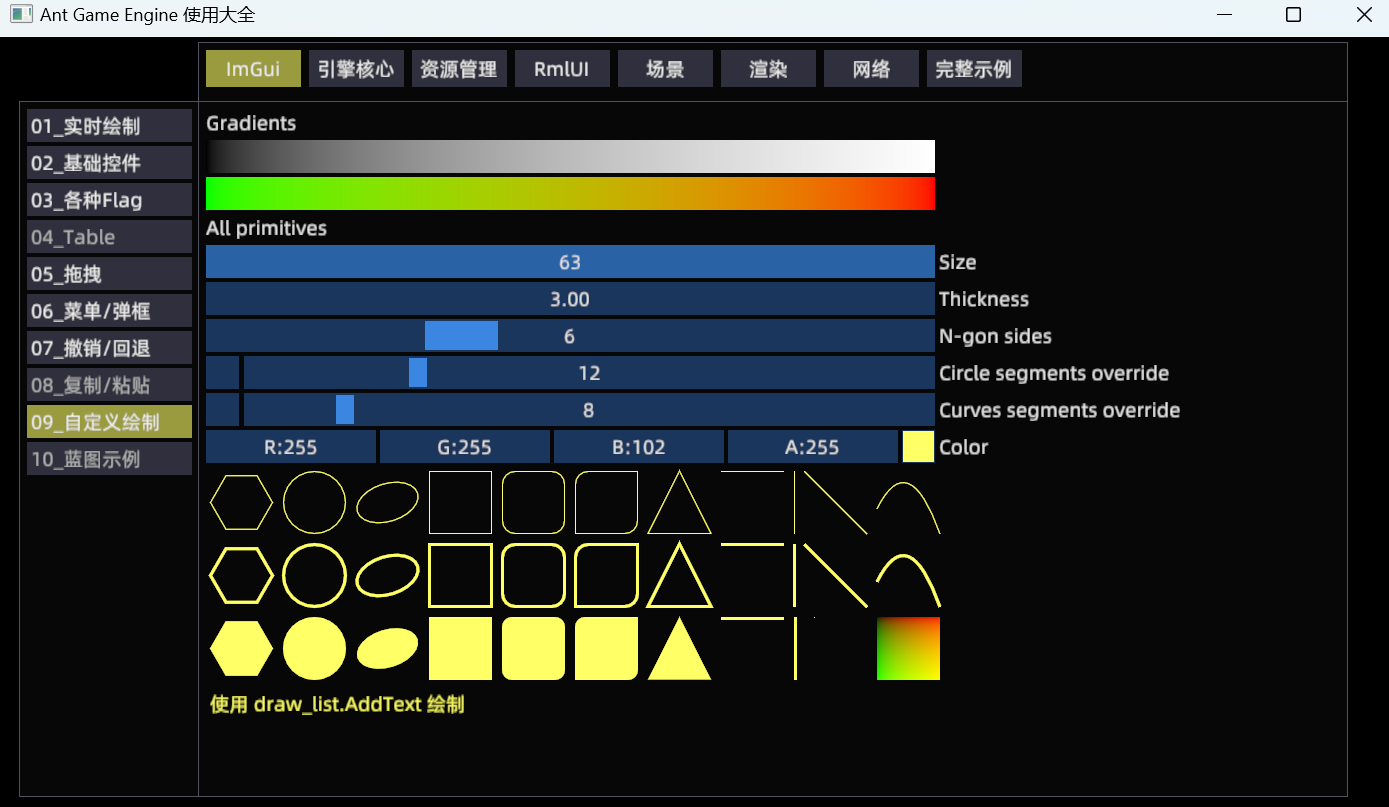 Ant Game Engine 使用大全
ImGui 引擎核心 资源管理 RmlUI 场景 渲染 网络 完整示例
01_实时绘制
02_基础控件
03_各种Flag
04_Table
05_拖拽
06_菜单/弹框
07_撤销/回退
08_复制/粘贴
09_自定义绘制
10_蓝图示例
Gradients
All primitives
63 Size
3.00 Thickness
6 N-gon sides
12 Circle segments override
8 Curves segments override
R:255 G:255 B:102 A:255 Color
使用 draw_list.AddText 绘制